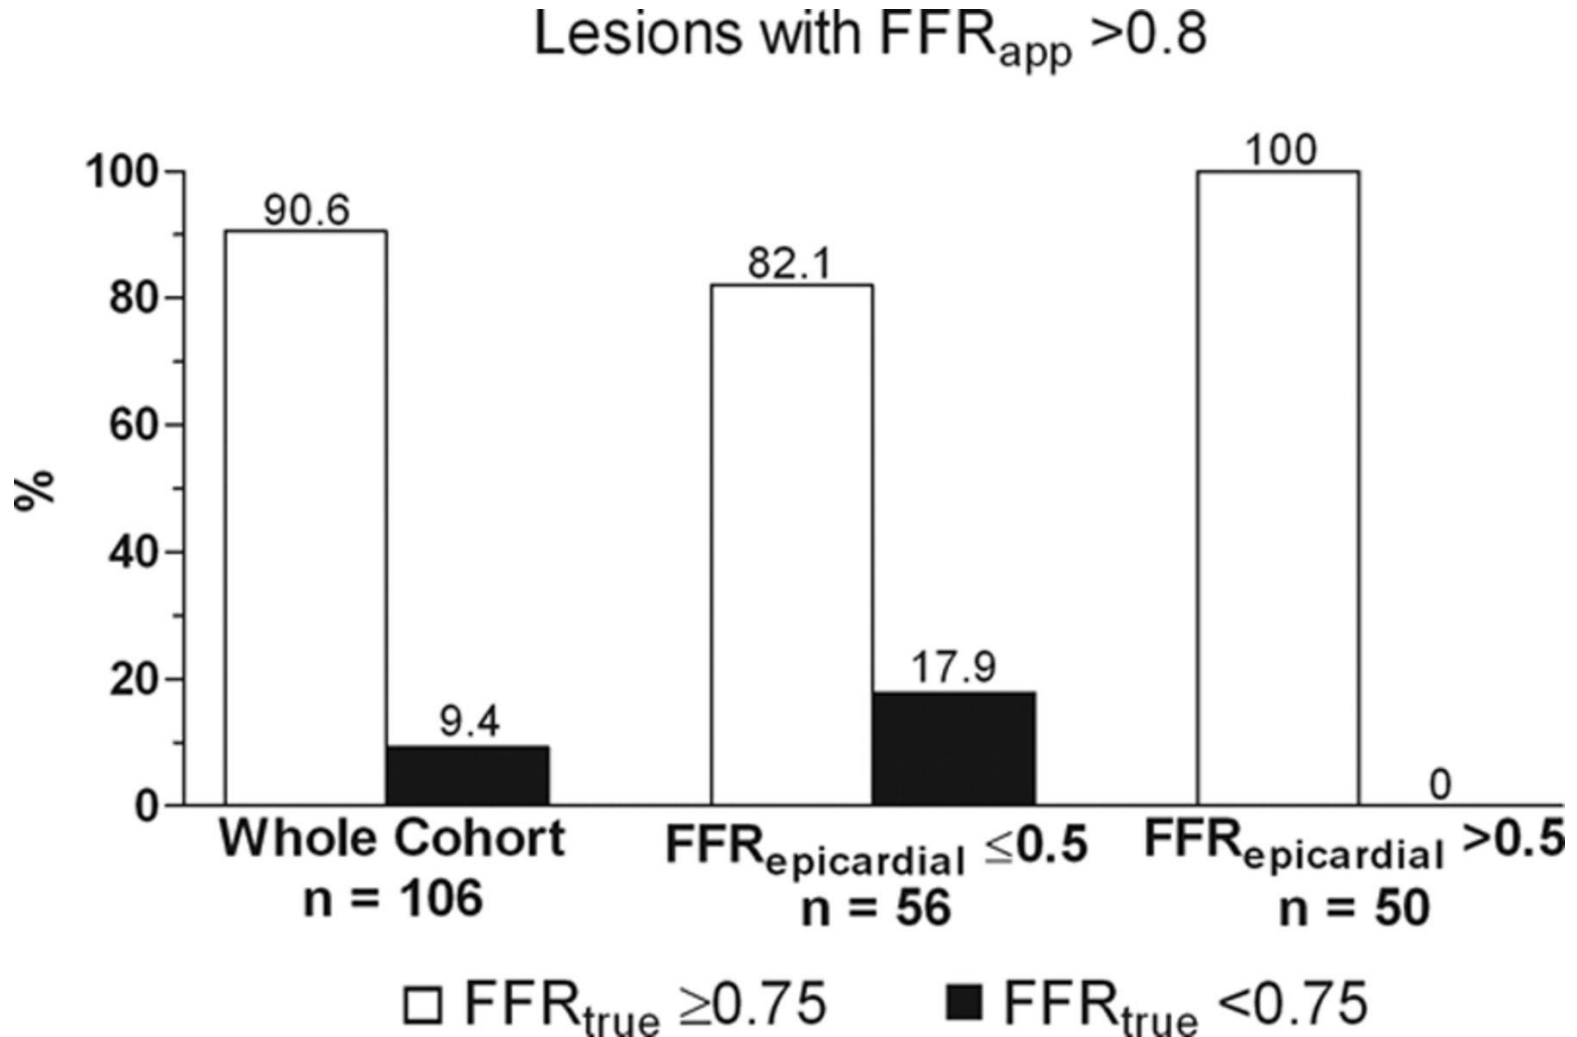 Lesions with FFRapp >0.8
100
90.6
82.1
100
80
60
%
40
20
17.9
9.4
0
0
Whole Cohort
n = 106
FFRepicardial ≤0.5
n = 56
FFRepicardial >0.5
n = 50
FFRtrue ≥0.75
FFRtrue <0.75